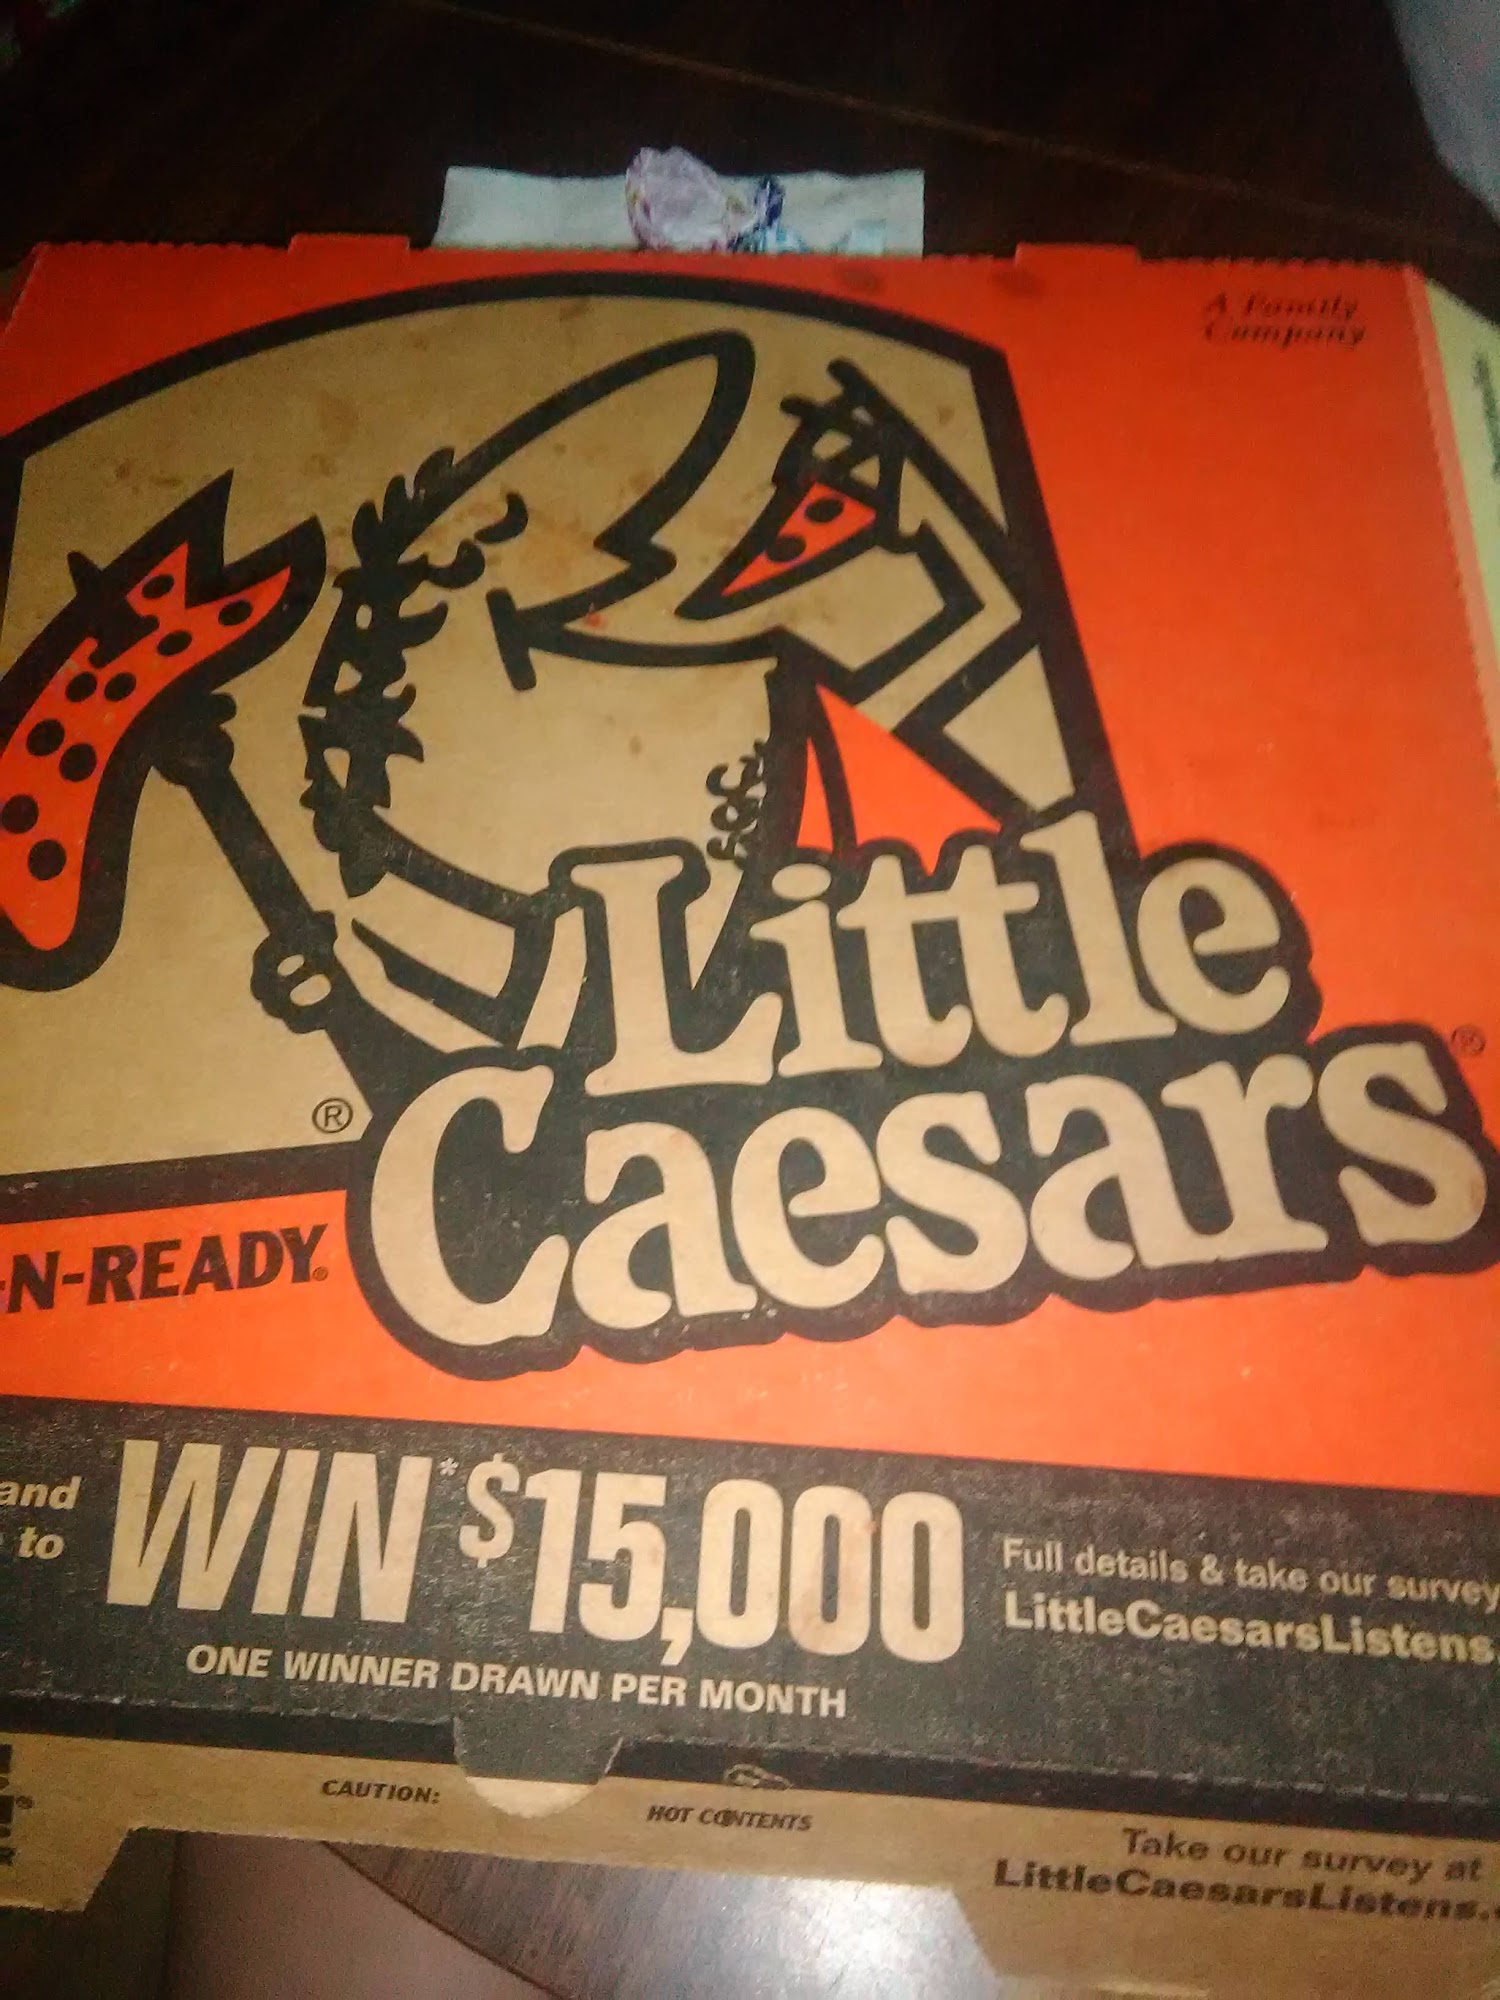 A Family
Company
Little
Caesars®
®
-N-READY®
and
to
WIN* $15,000
ONE WINNER DRAWN PER MONTH
Full details & take our survey
LittleCaesarsListens.
CAUTION:
HOT CONTENTS
Take our survey at
LittleCaesarsListens.